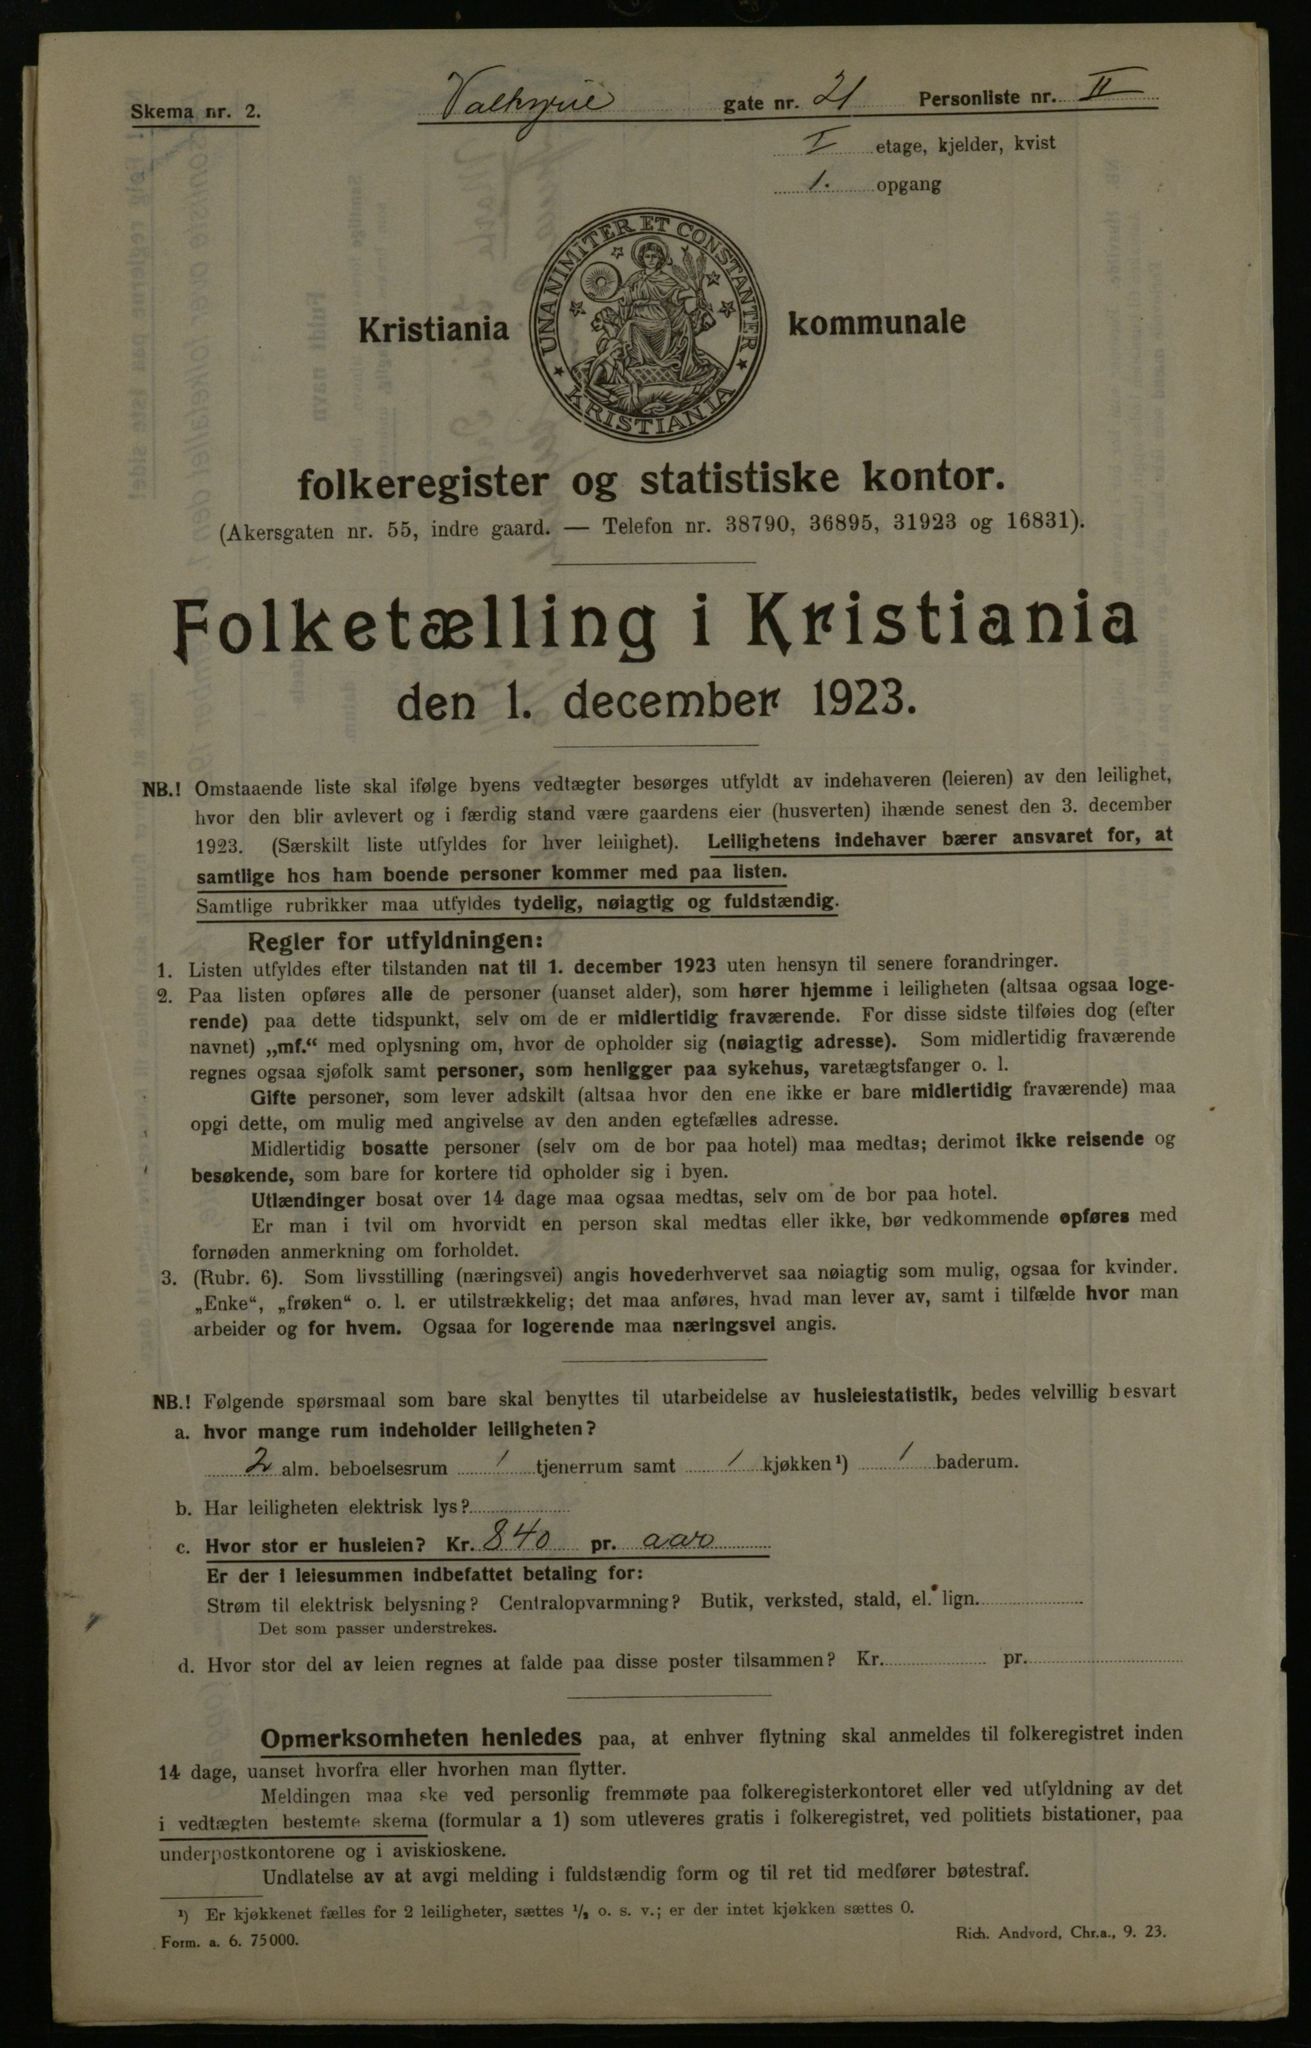 Skema nr. 2.
Valkyrie gate nr. 21 Personliste nr. II
I etage, kjelder, kvist
1. opgang
UNANIMITER ET CONSTANTER
KRISTIANIA
Kristiania kommunale
folkeregister og statistiske kontor.
(Akersgaten nr. 55, indre gaard. — Telefon nr. 38790, 36895, 31923 og 16831).
Folketælling i Kristiania
den 1. december 1923.
NB.! Omstaaende liste skal ifølge byens vedtægter besørges utfyldt av indehaveren (leieren) av den leilighet,
hvor den blir avlevert og i færdig stand være gaardens eier (husverten) ihænde senest den 3. december
1923. (Særskilt liste utfyldes for hver leilighet). Leilighetens indehaver bærer ansvaret for, at
samtlige hos ham boende personer kommer med paa listen.
Samtlige rubrikker maa utfyldes tydelig, nøiagtig og fuldstændig.
Regler for utfyldningen:
1. Listen utfyldes efter tilstanden nat til 1. december 1923 uten hensyn til senere forandringer.
2. Paa listen opføres alle de personer (uanset alder), som hører hjemme i leiligheten (altsaa ogsaa loge-
rende) paa dette tidspunkt, selv om de er midlertidig fraværende. For disse sidste tilføies dog (efter
navnet) „mf.“ med oplysning om, hvor de opholder sig (nøiagtig adresse). Som midlertidig fraværende
regnes ogsaa sjøfolk samt personer, som henligger paa sykehus, varetægtsfanger o. l.
Gifte personer, som lever adskilt (altsaa hvor den ene ikke er bare midlertidig fraværende) maa
opgi dette, om mulig med angivelse av den anden egtefælles adresse.
Midlertidig bosatte personer (selv om de bor paa hotel) maa medtas; derimot ikke reisende og
besøkende, som bare for kortere tid opholder sig i byen.
Utlændinger bosat over 14 dage maa ogsaa medtas, selv om de bor paa hotel.
Er man i tvil om hvorvidt en person skal medtas eller ikke, bør vedkommende opføres med
fornøden anmerkning om forholdet.
3. (Rubr. 6). Som livsstilling (næringsvei) angis hovederhvervet saa nøiagtig som mulig, ogsaa for kvinder.
„Enke“, „frøken“ o. l. er utilstrækkelig; det maa anføres, hvad man lever av, samt i tilfælde hvor man
arbeider og for hvem. Ogsaa for logerende maa næringsvei angis.
NB.! Følgende spørsmaal som bare skal benyttes til utarbeidelse av husleiestatistik, bedes velvillig besvart
a. hvor mange rum indeholder leiligheten?
2 alm. beboelsesrum 1 tjenerrum samt 1 kjøkken¹) 1 baderum.
b. Har leiligheten elektrisk lys?
c. Hvor stor er husleien? Kr. 840 pr. aar
Er der i leiesummen indbefattet betaling for:
Strøm til elektrisk belysning? Centralopvarmning? Butik, verksted, stald, el. lign.
Det som passer understrekes.
d. Hvor stor del av leien regnes at falde paa disse poster tilsammen? Kr. pr.
Opmerksomheten henledes paa, at enhver flytning skal anmeldes til folkeregistret inden
14 dage, uanset hvorfra eller hvorhen man flytter.
Meldingen maa ske ved personlig fremmøte paa folkeregisterkontoret eller ved utfyldning av det
i vedtægten bestemte skema (formular a 1) som utleveres gratis i folkeregistret, ved politiets bistationer, paa
underpostkontorene og i aviskioskene.
Undlatelse av at avgi melding i fuldstændig form og til ret tid medfører bøtestraf.
¹) Er kjøkkenet fælles for 2 leiligheter, sættes ½ o. s. v.; er der intet kjøkken sættes 0.
Form. a. 6. 75000.
Rich. Andvord, Chr.a., 9. 23.